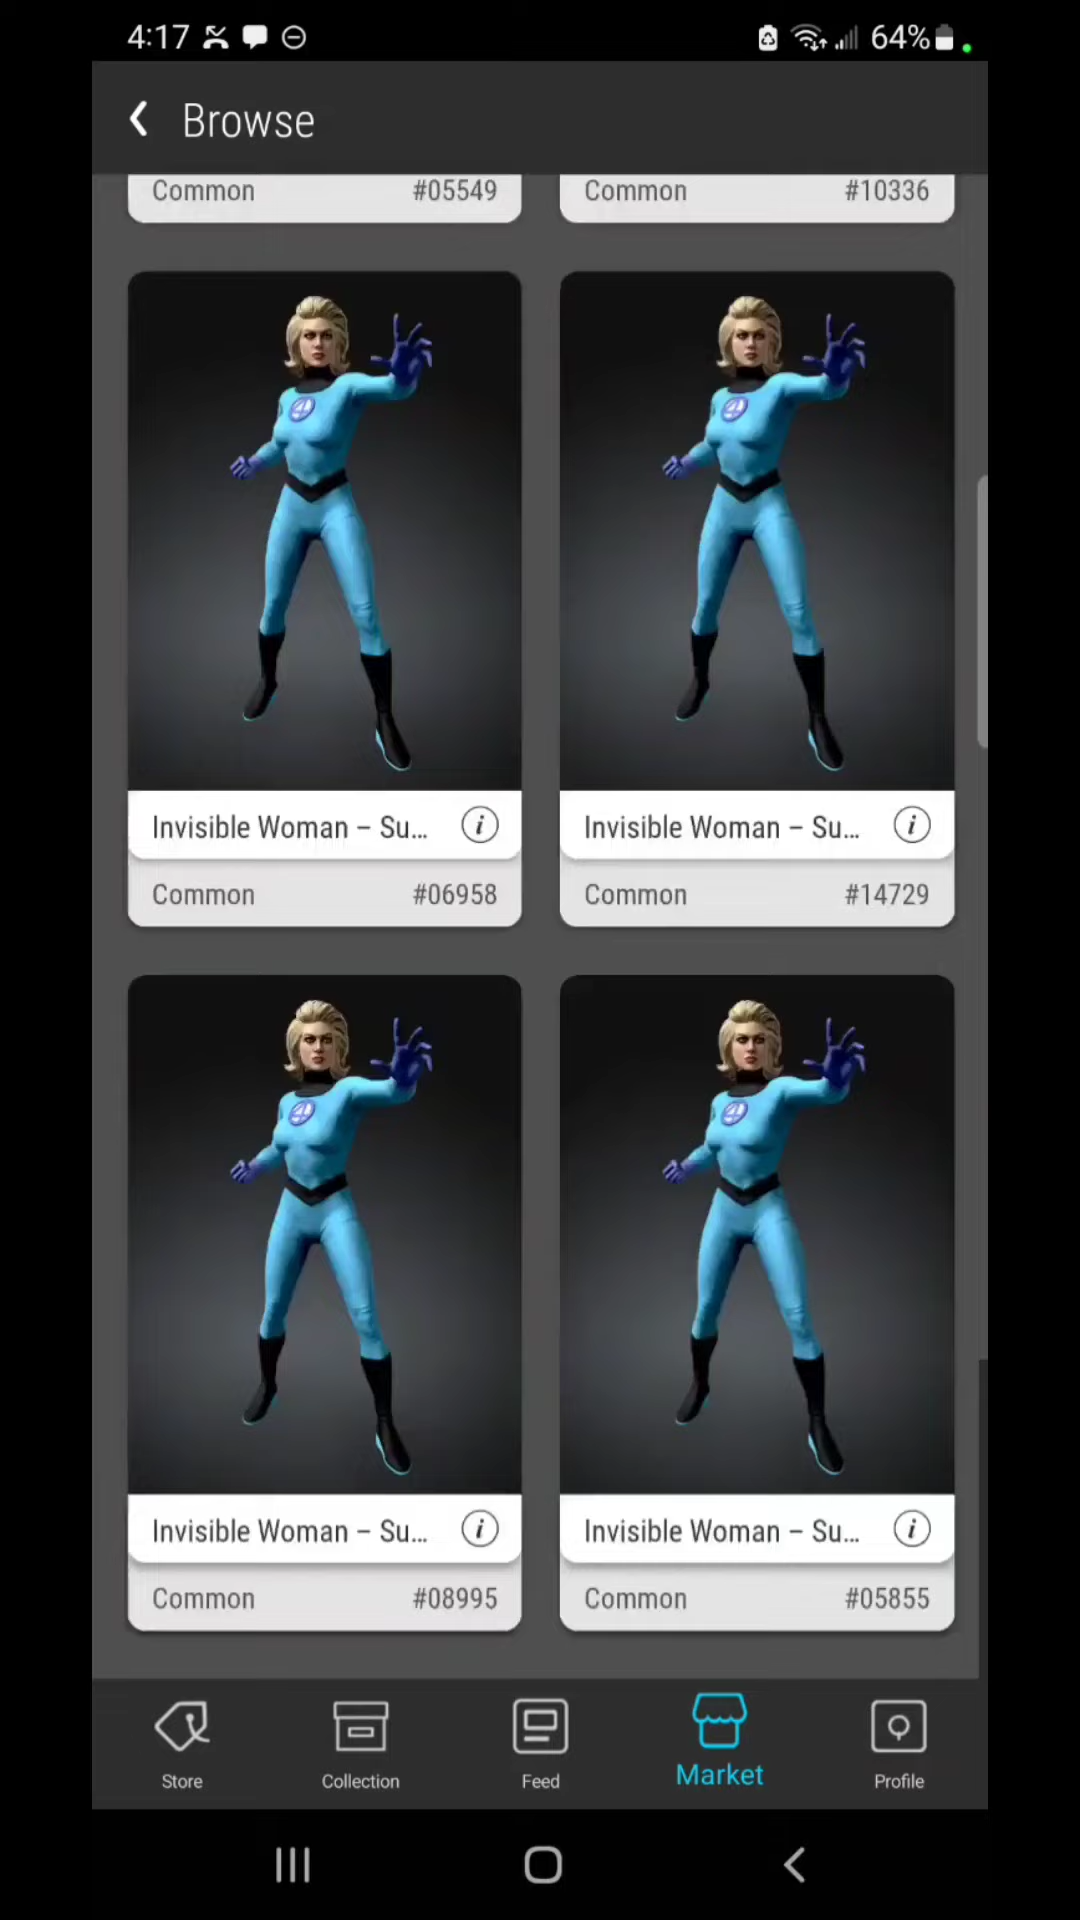 4:17 64%
Browse
Common #05549 Common #10336
Invisible Woman – Su... Invisible Woman – Su...
Common #06958 Common #14729
Invisible Woman – Su... Invisible Woman – Su...
Common #08995 Common #05855
Store Collection Feed Market Profile